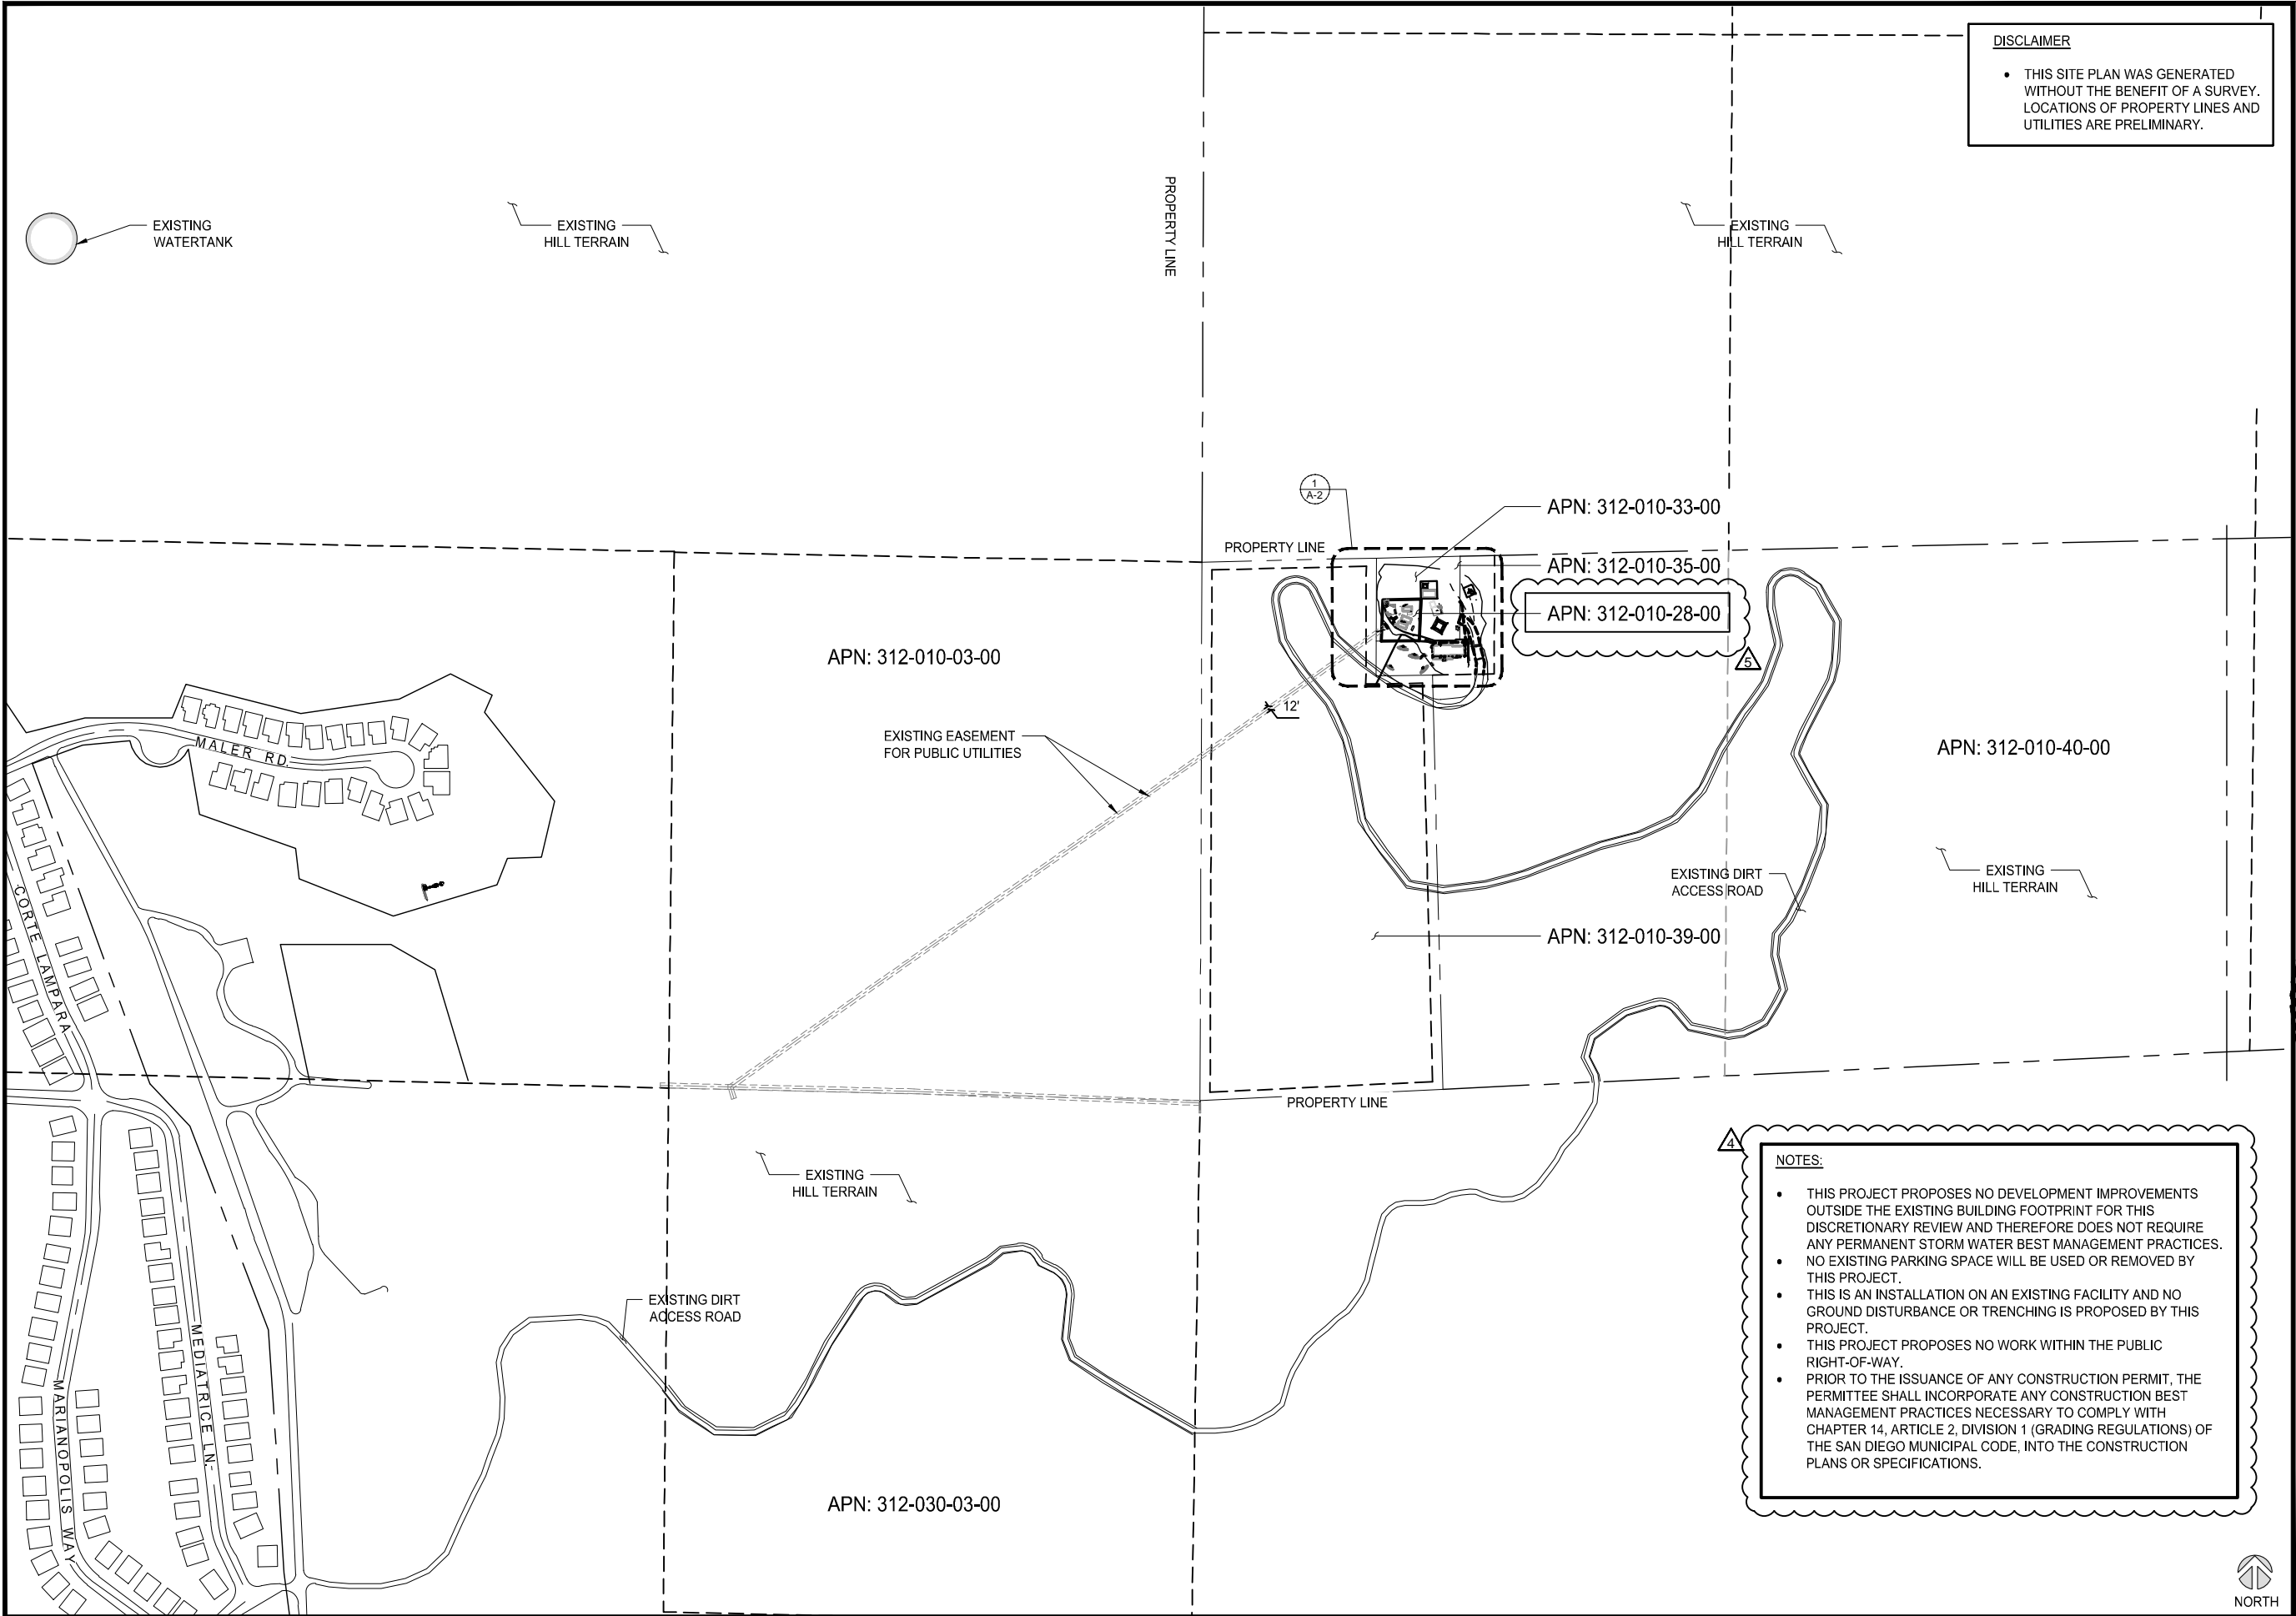 DISCLAIMER
• THIS SITE PLAN WAS GENERATED
WITHOUT THE BENEFIT OF A SURVEY.
LOCATIONS OF PROPERTY LINES AND
UTILITIES ARE PRELIMINARY.
EXISTING
WATERTANK
EXISTING
HILL TERRAIN
PROPERTY LINE
EXISTING
HILL TERRAIN
1
A-2
APN: 312-010-33-00
PROPERTY LINE
APN: 312-010-35-00
APN: 312-010-28-00
5
APN: 312-010-03-00
12'
EXISTING EASEMENT
FOR PUBLIC UTILITIES
APN: 312-010-40-00
MALER RD.
EXISTING DIRT
ACCESS ROAD
EXISTING
HILL TERRAIN
CORTE LAMPARA
APN: 312-010-39-00
PROPERTY LINE
EXISTING
HILL TERRAIN
EXISTING DIRT
ACCESS ROAD
MEDIATRICE LN.
MARIANOPOLIS WAY
APN: 312-030-03-00
4
NOTES:
• THIS PROJECT PROPOSES NO DEVELOPMENT IMPROVEMENTS
OUTSIDE THE EXISTING BUILDING FOOTPRINT FOR THIS
DISCRETIONARY REVIEW AND THEREFORE DOES NOT REQUIRE
ANY PERMANENT STORM WATER BEST MANAGEMENT PRACTICES.
• NO EXISTING PARKING SPACE WILL BE USED OR REMOVED BY
THIS PROJECT.
• THIS IS AN INSTALLATION ON AN EXISTING FACILITY AND NO
GROUND DISTURBANCE OR TRENCHING IS PROPOSED BY THIS
PROJECT.
• THIS PROJECT PROPOSES NO WORK WITHIN THE PUBLIC
RIGHT-OF-WAY.
• PRIOR TO THE ISSUANCE OF ANY CONSTRUCTION PERMIT, THE
PERMITTEE SHALL INCORPORATE ANY CONSTRUCTION BEST
MANAGEMENT PRACTICES NECESSARY TO COMPLY WITH
CHAPTER 14, ARTICLE 2, DIVISION 1 (GRADING REGULATIONS) OF
THE SAN DIEGO MUNICIPAL CODE, INTO THE CONSTRUCTION
PLANS OR SPECIFICATIONS.
NORTH